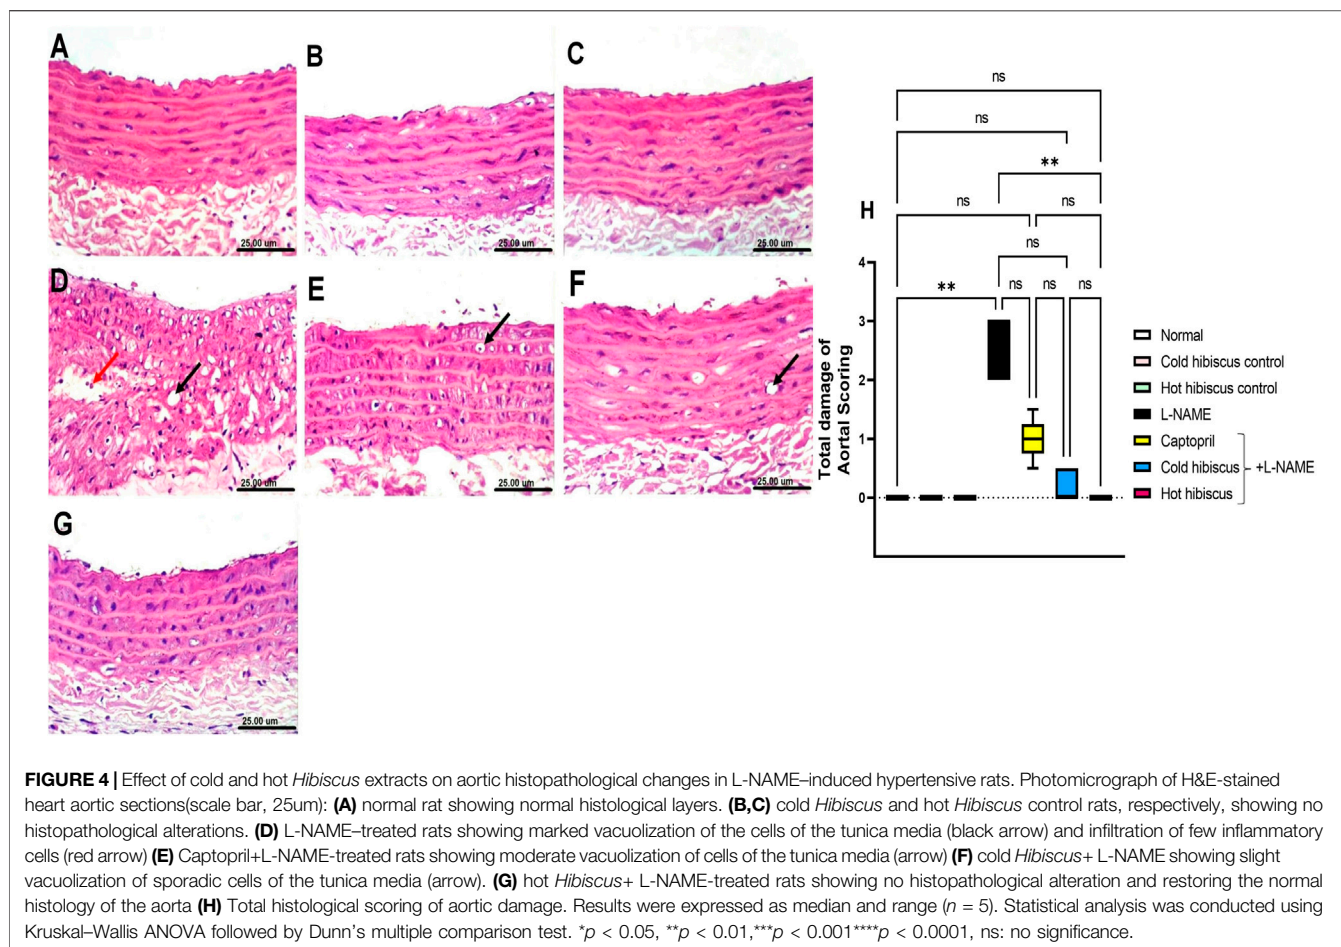 A
B
C
25.00 um
25.00 um
25.00 um
D
E
F
25.00 um
25.00 um
25.00 um
G
25.00 um
H
ns
ns
**
ns
ns
ns
**
ns
ns
ns
4
3
2
1
0
Total damage of
Aortal Scoring
Normal
Cold hibiscus control
Hot hibiscus control
L-NAME
Captopril
Cold hibiscus
Hot hibiscus
+L-NAME
FIGURE 4 | Effect of cold and hot Hibiscus extracts on aortic histopathological changes in L-NAME–induced hypertensive rats. Photomicrograph of H&E-stained
heart aortic sections(scale bar, 25um): (A) normal rat showing normal histological layers. (B,C) cold Hibiscus and hot Hibiscus control rats, respectively, showing no
histopathological alterations. (D) L-NAME–treated rats showing marked vacuolization of the cells of the tunica media (black arrow) and infiltration of few inflammatory
cells (red arrow) (E) Captopril+L-NAME-treated rats showing moderate vacuolization of cells of the tunica media (arrow) (F) cold Hibiscus+ L-NAME showing slight
vacuolization of sporadic cells of the tunica media (arrow). (G) hot Hibiscus+ L-NAME-treated rats showing no histopathological alteration and restoring the normal
histology of the aorta (H) Total histological scoring of aortic damage. Results were expressed as median and range (n = 5). Statistical analysis was conducted using
Kruskal–Wallis ANOVA followed by Dunn's multiple comparison test. *p < 0.05, **p < 0.01,***p < 0.001****p < 0.0001, ns: no significance.